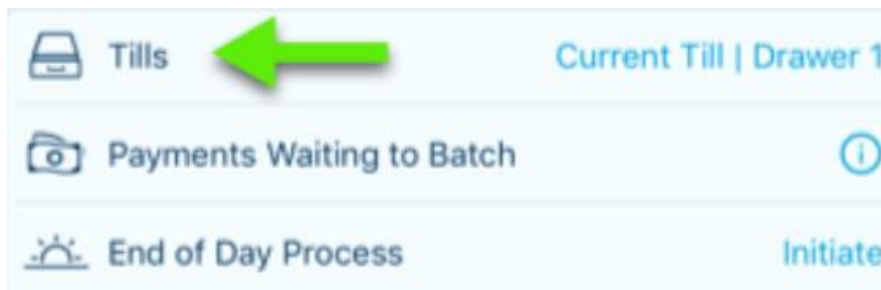 Tills Current Till | Drawer 1
Payments Waiting to Batch
End of Day Process Initiate